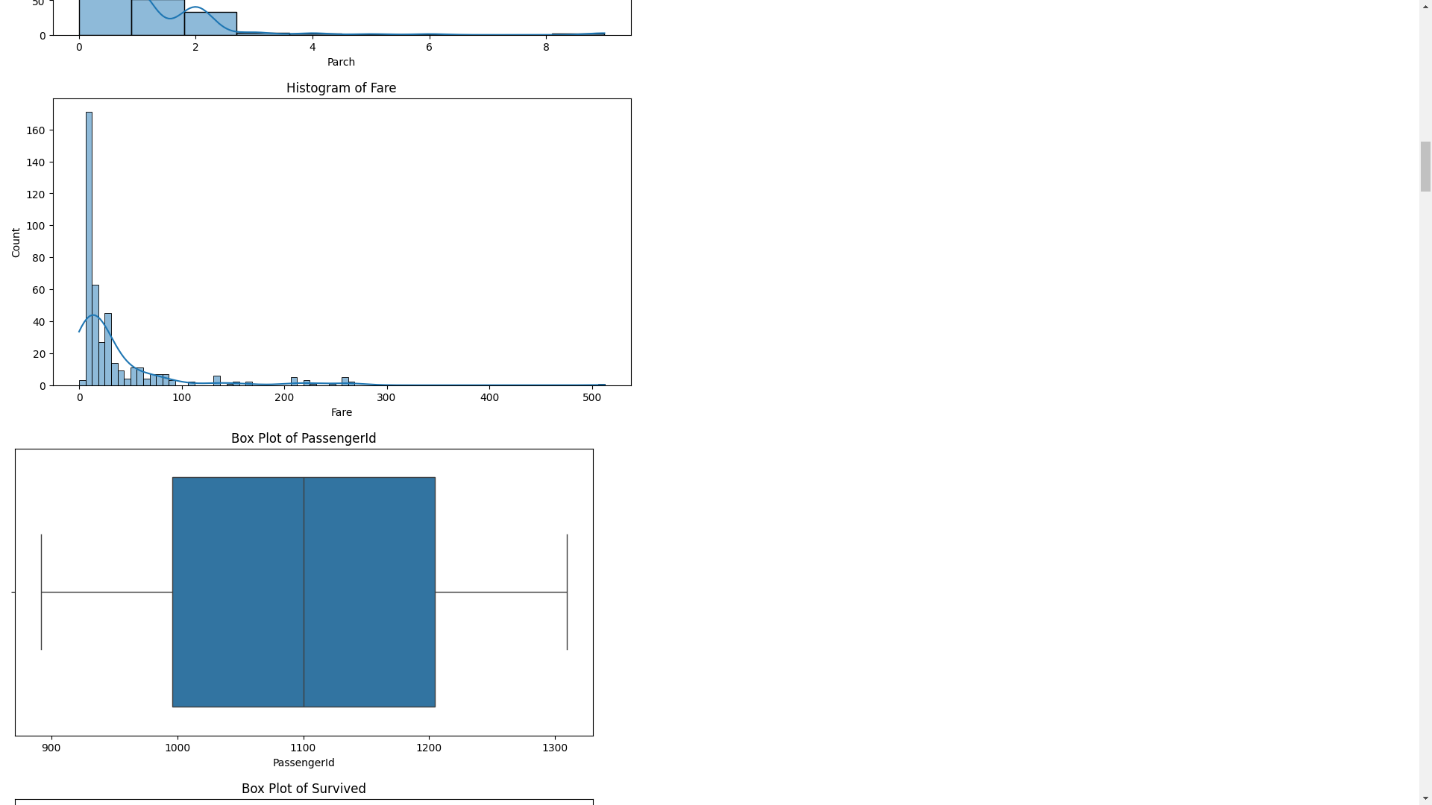 50
0
0 2 4 6 8
Parch
Histogram of Fare
160
140
120
100
80
60
40
20
0
Count
0 100 200 300 400 500
Fare
Box Plot of PassengerId
900 1000 1100 1200 1300
PassengerId
Box Plot of Survived